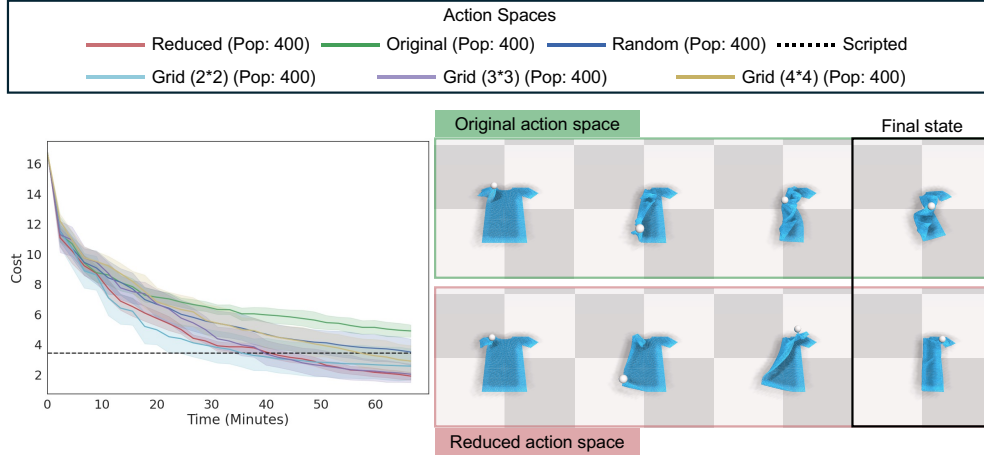 Action Spaces
Reduced (Pop: 400) Original (Pop: 400) Random (Pop: 400) Scripted
Grid (2*2) (Pop: 400) Grid (3*3) (Pop: 400) Grid (4*4) (Pop: 400)
Original action space
Final state
16
14
12
10
8
6
4
2
Cost
0 10 20 30 40 50 60
Time (Minutes)
Reduced action space